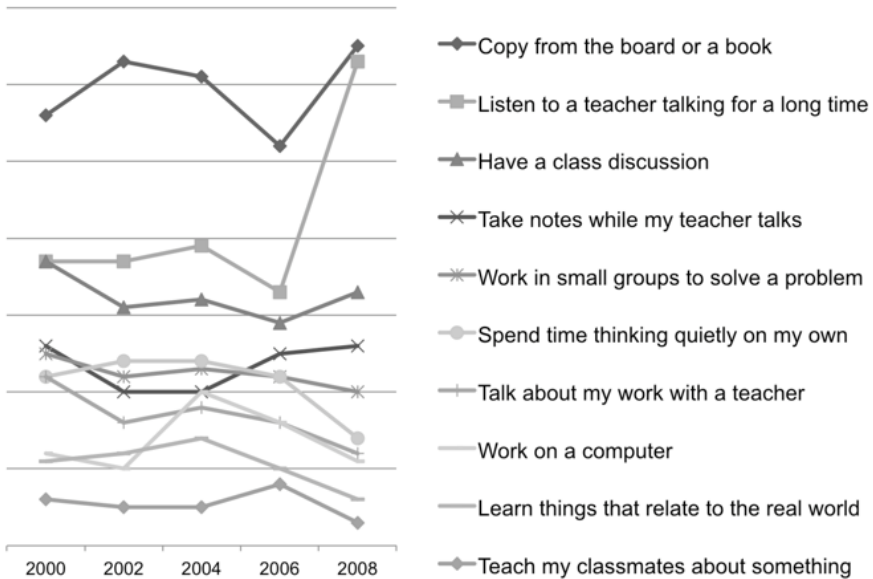 Copy from the board or a book
Listen to a teacher talking for a long time
Have a class discussion
Take notes while my teacher talks
Work in small groups to solve a problem
Spend time thinking quietly on my own
Talk about my work with a teacher
Work on a computer
Learn things that relate to the real world
Teach my classmates about something
2000 2002 2004 2006 2008